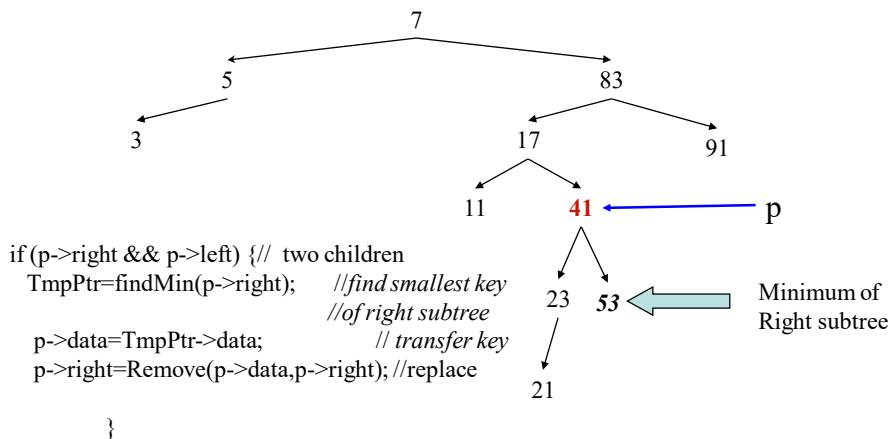 7
5
83
3
17
91
11
41
p
if (p->right && p->left) {// two children
TmpPtr=findMin(p->right); //find smallest key
//of right subtree
p->data=TmpPtr->data; // transfer key
p->right=Remove(p->data,p->right); //replace
}
23
53
Minimum of
Right subtree
21